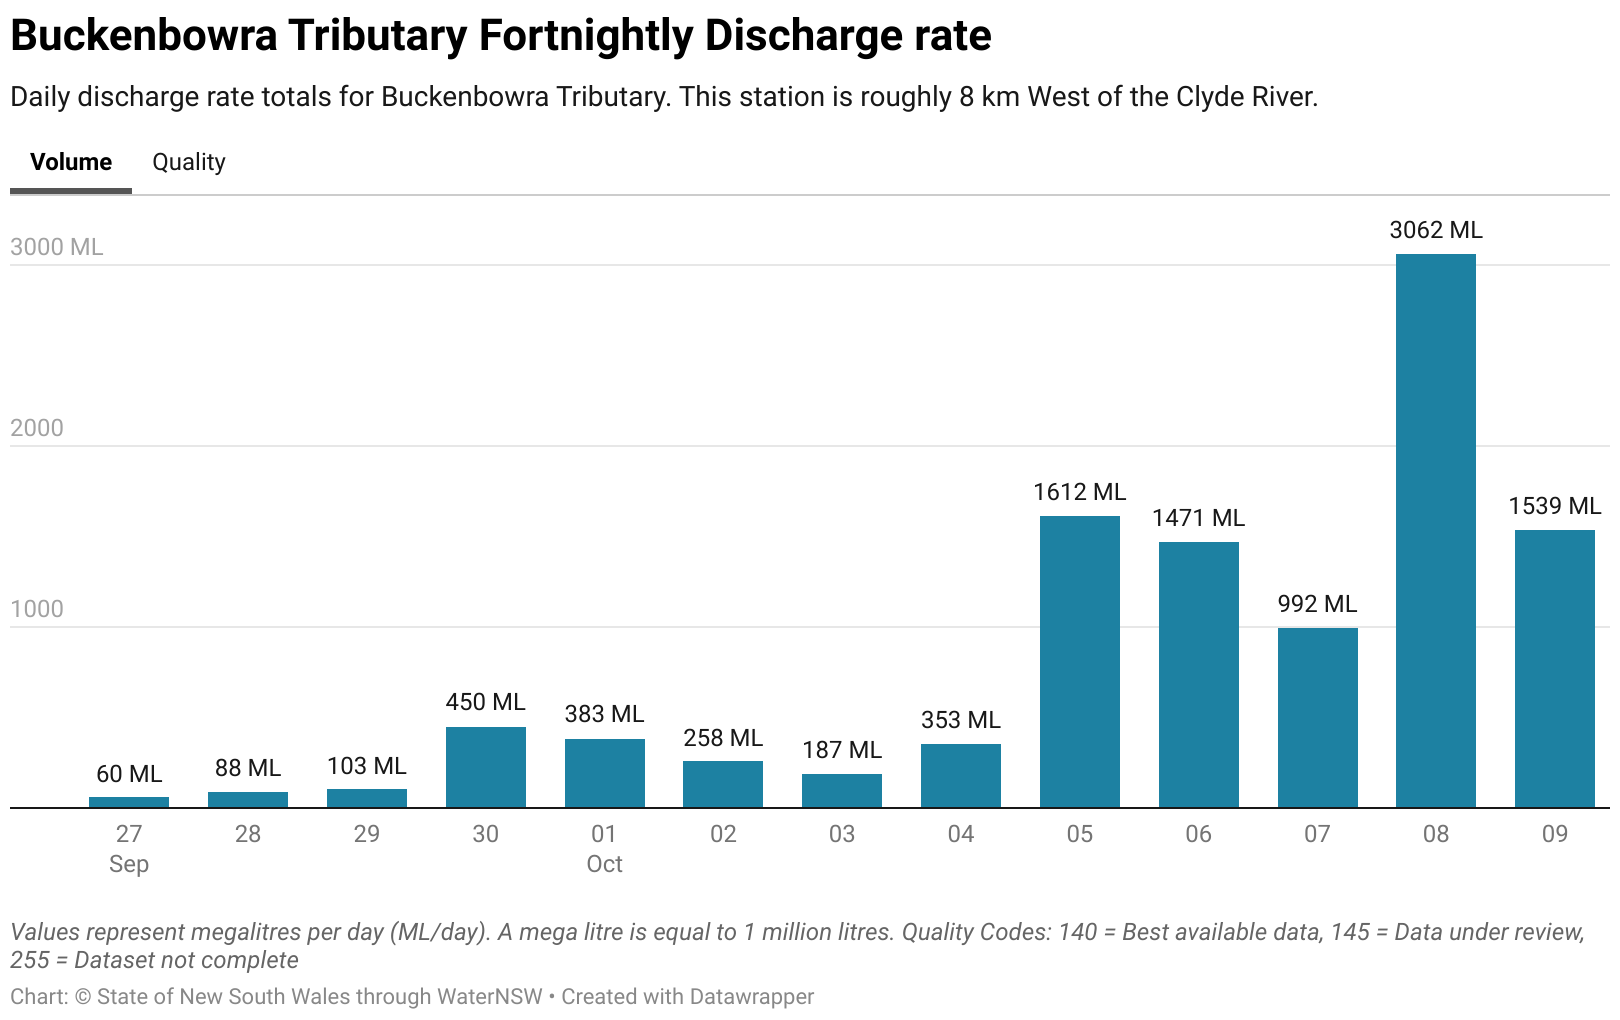 Buckenbowra Tributary Fortnightly Discharge rate
Daily discharge rate totals for Buckenbowra Tributary. This station is roughly 8 km West of the Clyde River.
Volume Quality
3062 ML
3000 ML
2000
1612 ML
1539 ML
1471 ML
1000
992 ML
450 ML
383 ML
353 ML
258 ML
187 ML
103 ML
88 ML
60 ML
27 28 29 30 01 02 03 04 05 06 07 08 09
Sep Oct
Values represent megalitres per day (ML/day). A mega litre is equal to 1 million litres. Quality Codes: 140 = Best available data, 145 = Data under review,
255 = Dataset not complete
Chart: © State of New South Wales through WaterNSW • Created with Datawrapper